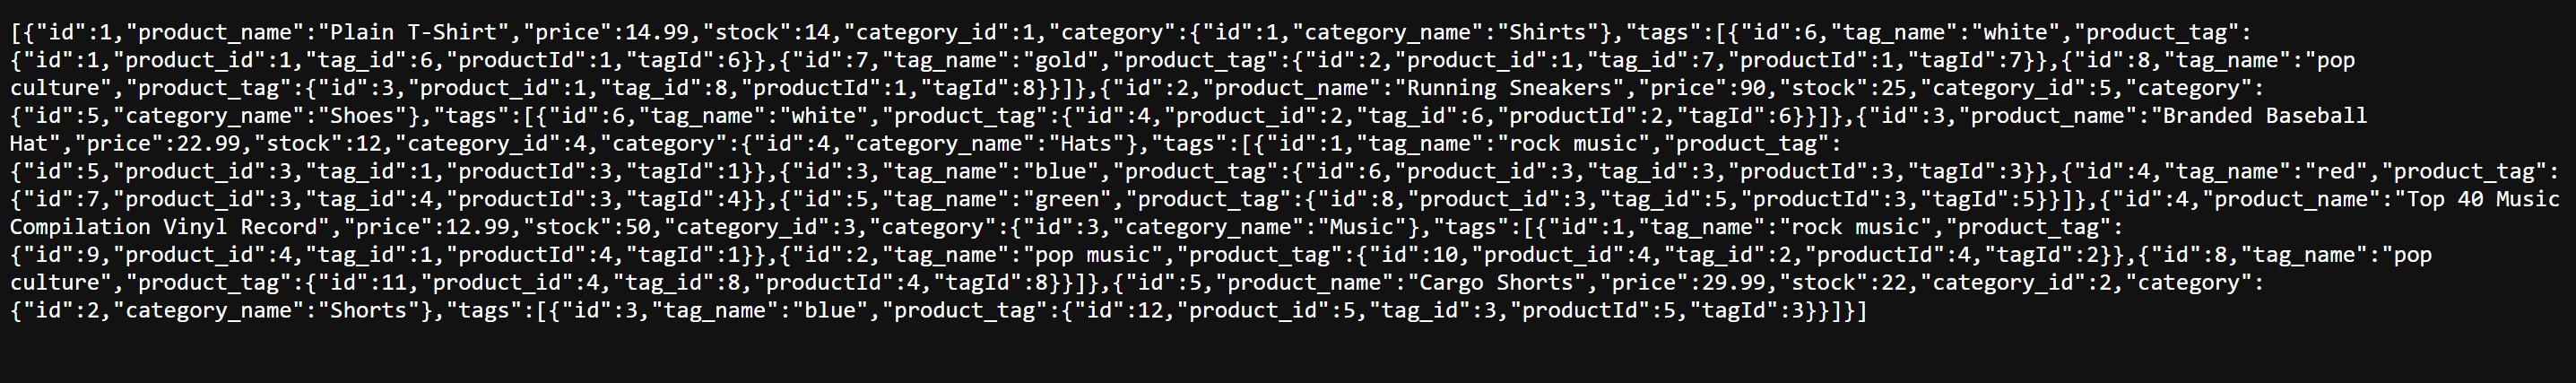 [{"id":1,"product_name":"Plain T-Shirt","price":14.99,"stock":14,"category_id":1,"category":{"id":1,"category_name":"Shirts"},"tags":[{"id":6,"tag_name":"white","product_tag":
{"id":1,"product_id":1,"tag_id":6,"productId":1,"tagId":6}},{"id":7,"tag_name":"gold","product_tag":{"id":2,"product_id":1,"tag_id":7,"productId":1,"tagId":7}},{"id":8,"tag_name":"pop
culture","product_tag":{"id":3,"product_id":1,"tag_id":8,"productId":1,"tagId":8}}]},{"id":2,"product_name":"Running Sneakers","price":90,"stock":25,"category_id":5,"category":
{"id":5,"category_name":"Shoes"},"tags":[{"id":6,"tag_name":"white","product_tag":{"id":4,"product_id":2,"tag_id":6,"productId":2,"tagId":6}}]},{"id":3,"product_name":"Branded Baseball
Hat","price":22.99,"stock":12,"category_id":4,"category":{"id":4,"category_name":"Hats"},"tags":[{"id":1,"tag_name":"rock music","product_tag":
{"id":5,"product_id":3,"tag_id":1,"productId":3,"tagId":1}},{"id":3,"tag_name":"blue","product_tag":{"id":6,"product_id":3,"tag_id":3,"productId":3,"tagId":3}},{"id":4,"tag_name":"red","product_tag":
{"id":7,"product_id":3,"tag_id":4,"productId":3,"tagId":4}},{"id":5,"tag_name":"green","product_tag":{"id":8,"product_id":3,"tag_id":5,"productId":3,"tagId":5}}]},{"id":4,"product_name":"Top 40 Music
Compilation Vinyl Record","price":12.99,"stock":50,"category_id":3,"category":{"id":3,"category_name":"Music"},"tags":[{"id":1,"tag_name":"rock music","product_tag":
{"id":9,"product_id":4,"tag_id":1,"productId":4,"tagId":1}},{"id":2,"tag_name":"pop music","product_tag":{"id":10,"product_id":4,"tag_id":2,"productId":4,"tagId":2}},{"id":8,"tag_name":"pop
culture","product_tag":{"id":11,"product_id":4,"tag_id":8,"productId":4,"tagId":8}}]},{"id":5,"product_name":"Cargo Shorts","price":29.99,"stock":22,"category_id":2,"category":
{"id":2,"category_name":"Shorts"},"tags":[{"id":3,"tag_name":"blue","product_tag":{"id":12,"product_id":5,"tag_id":3,"productId":5,"tagId":3}}]}]